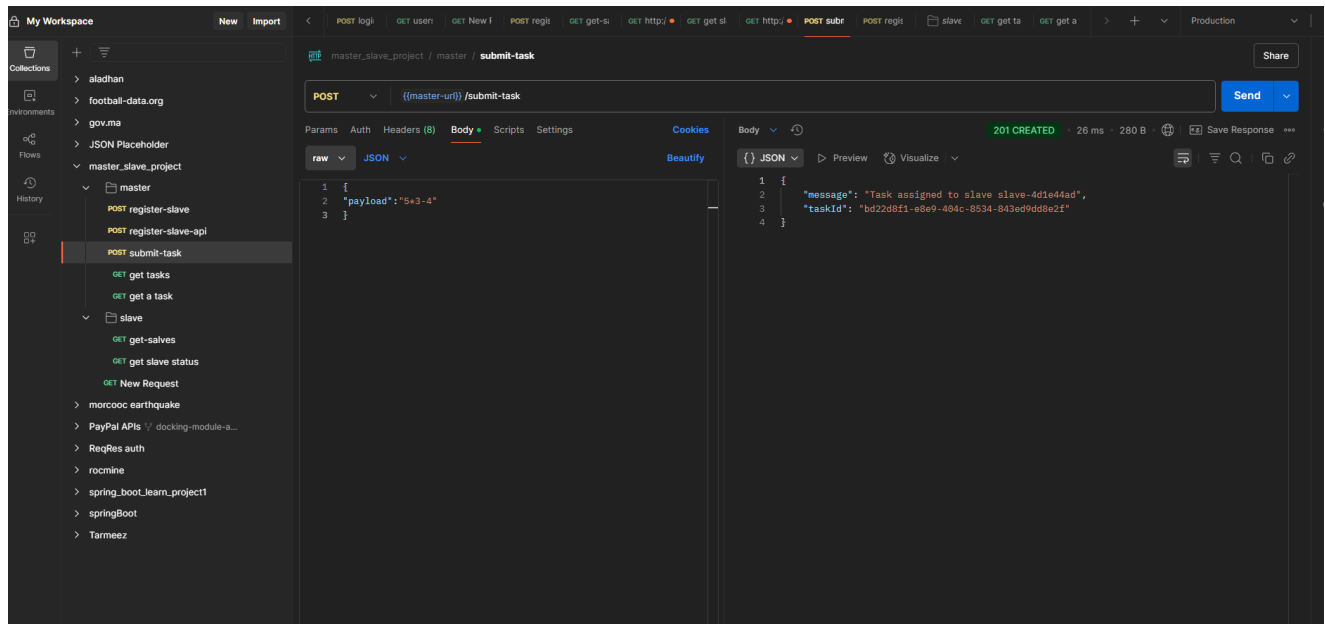 My Workspace New Import
POST logi GET user: GET New F POST regis GET get-s: GET http:/ GET get sl GET http:/ POST subr POST regis slave GET get ta GET get a Production
Collections
Environments
Flows
History
aladhan
football-data.org
gov.ma
JSON Placeholder
master_slave_project
master
POST register-slave
POST register-slave-api
POST submit-task
GET get tasks
GET get a task
slave
GET get-salves
GET get slave status
GET New Request
morcooc earthquake
PayPal APIs docking-module-a...
ReqRes auth
rocmine
spring_boot_learn_project1
springBoot
Tarmeez
HTTP master_slave_project / master / submit-task Share
POST {{master-url}} /submit-task Send
Params Auth Headers (8) Body Scripts Settings Cookies
raw JSON Beautify
1 {
2 "payload":"5*3-4"
3 }
Body 201 CREATED 26 ms 280 B Save Response
{} JSON Preview Visualize
1 {
2 "message": "Task assigned to slave slave-4d1e44ad",
3 "taskId": "bd22d8f1-e8e9-404c-8534-843ed9dd8e2f"
4 }